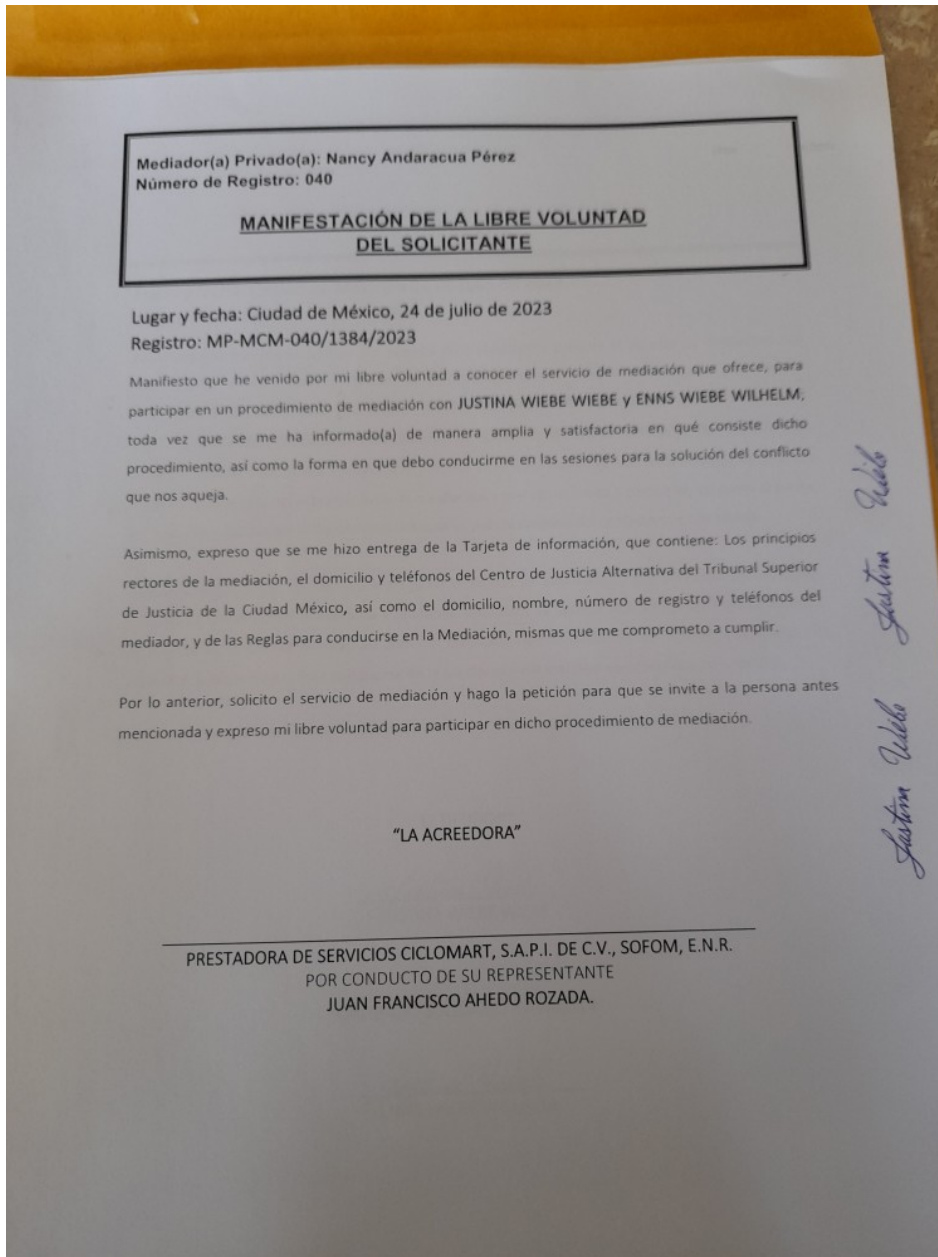 Mediador(a) Privado(a): Nancy Andaracua Pérez
Número de Registro: 040
MANIFESTACIÓN DE LA LIBRE VOLUNTAD
DEL SOLICITANTE
Lugar y fecha: Ciudad de México, 24 de julio de 2023
Registro: MP-MCM-040/1384/2023
Manifiesto que he venido por mi libre voluntad a conocer el servicio de mediación que ofrece, para
participar en un procedimiento de mediación con JUSTINA WIEBE WIEBE y ENNS WIEBE WILHELM;
toda vez que se me ha informado(a) de manera amplia y satisfactoria en qué consiste dicho
procedimiento, así como la forma en que debo conducirme en las sesiones para la solución del conflicto
que nos aqueja.
Asimismo, expreso que se me hizo entrega de la Tarjeta de información, que contiene: Los principios
rectores de la mediación, el domicilio y teléfonos del Centro de Justicia Alternativa del Tribunal Superior
de Justicia de la Ciudad México, así como el domicilio, nombre, número de registro y teléfonos del
mediador, y de las Reglas para conducirse en la Mediación, mismas que me comprometo a cumplir.
Por lo anterior, solicito el servicio de mediación y hago la petición para que se invite a la persona antes
mencionada y expreso mi libre voluntad para participar en dicho procedimiento de mediación.
"LA ACREEDORA"
PRESTADORA DE SERVICIOS CICLOMART, S.A.P.I. DE C.V., SOFOM, E.N.R.
POR CONDUCTO DE SU REPRESENTANTE
JUAN FRANCISCO AHEDO ROZADA.
Justina Wiebe Justina Wiebe